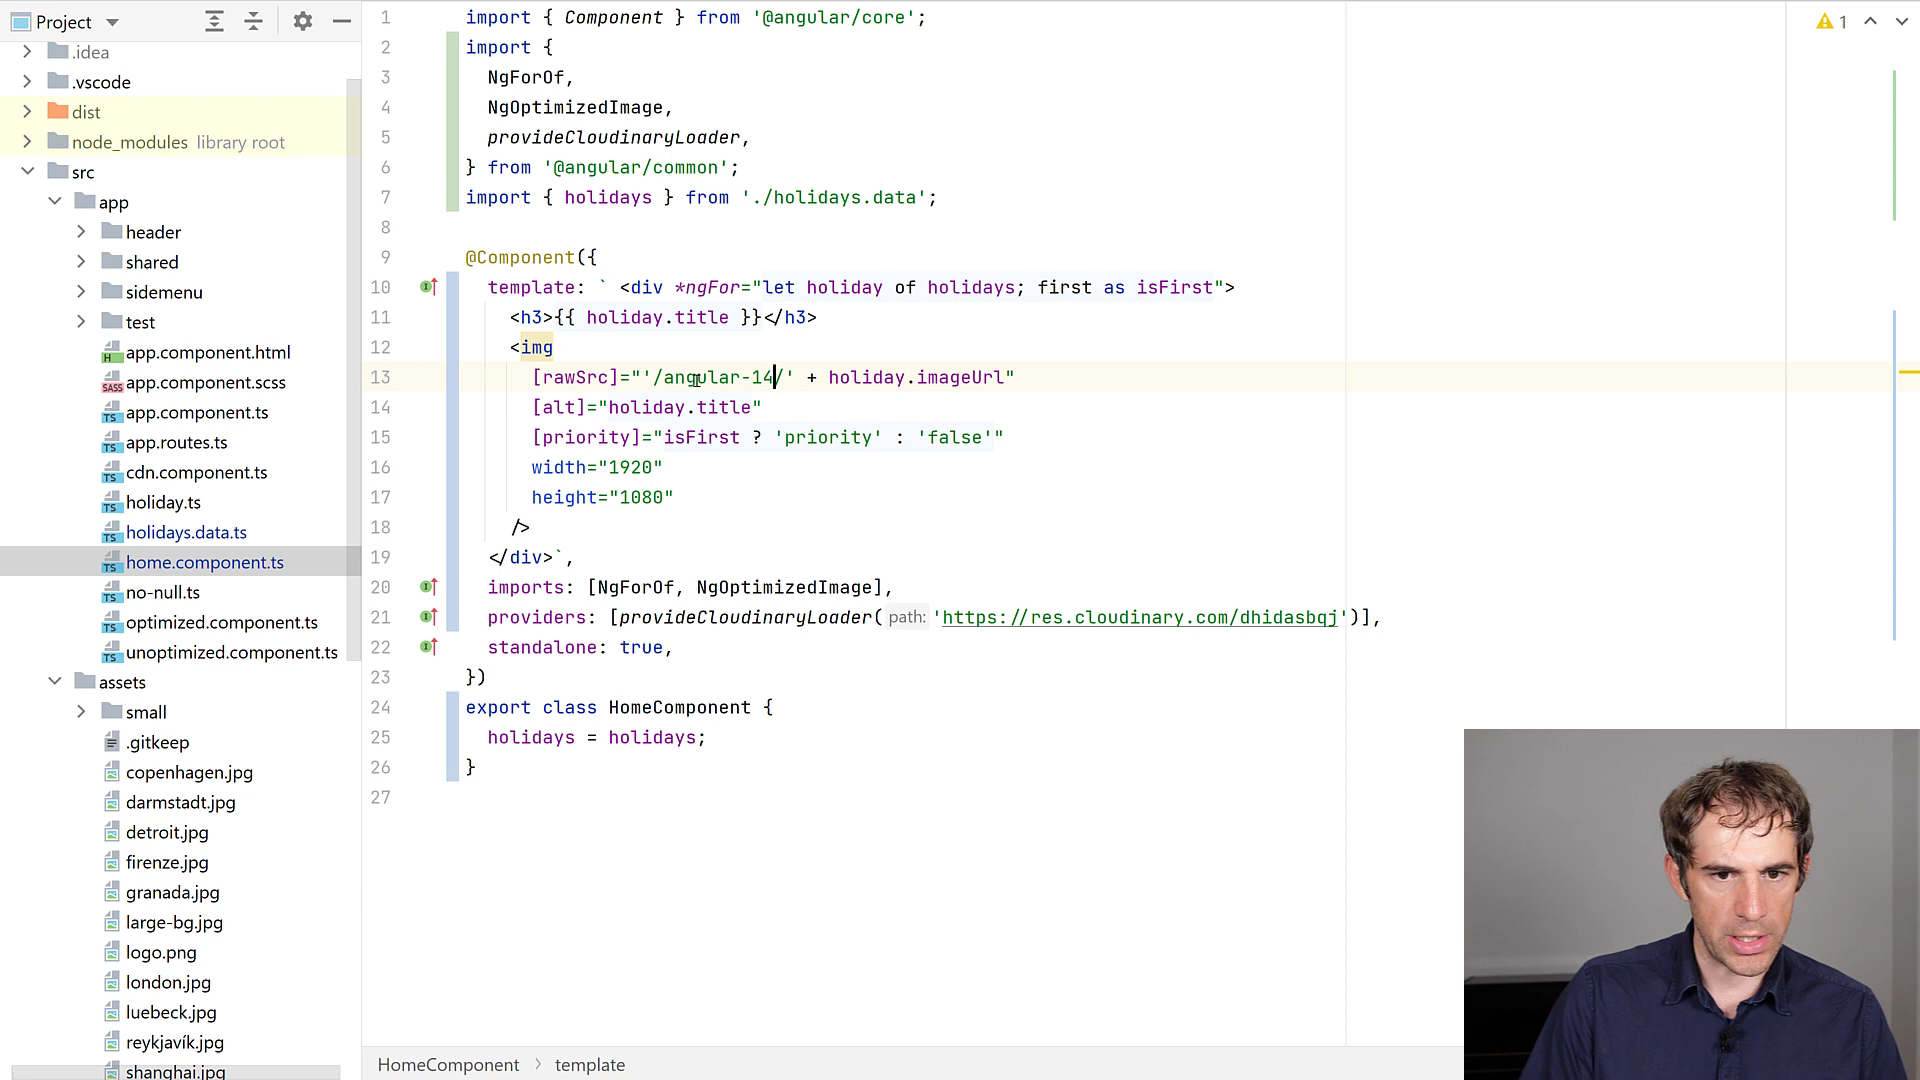 Project
.idea
.vscode
dist
node_modules library root
src
app
header
shared
sidemenu
test
app.component.html
app.component.scss
app.component.ts
app.routes.ts
cdn.component.ts
holiday.ts
holidays.data.ts
home.component.ts
no-null.ts
optimized.component.ts
unoptimized.component.ts
assets
small
.gitkeep
copenhagen.jpg
darmstadt.jpg
detroit.jpg
firenze.jpg
granada.jpg
large-bg.jpg
logo.png
london.jpg
luebeck.jpg
reykjavík.jpg
shanghai.jpg
1 import { Component } from '@angular/core';
2 import {
3 NgForOf,
4 NgOptimizedImage,
5 provideCloudinaryLoader,
6 } from '@angular/common';
7 import { holidays } from './holidays.data';
8
9 @Component({
10 template: ` <div *ngFor="let holiday of holidays; first as isFirst">
11 <h3>{{ holiday.title }}</h3>
12 <img
13 [rawSrc]="'/angular-14/' + holiday.imageUrl"
14 [alt]="holiday.title"
15 [priority]="isFirst ? 'priority' : 'false'"
16 width="1920"
17 height="1080"
18 />
19 </div>`,
20 imports: [NgForOf, NgOptimizedImage],
21 providers: [provideCloudinaryLoader( path: 'https://res.cloudinary.com/dhidasbqj')],
22 standalone: true,
23 })
24 export class HomeComponent {
25 holidays = holidays;
26 }
27
1
HomeComponent > template